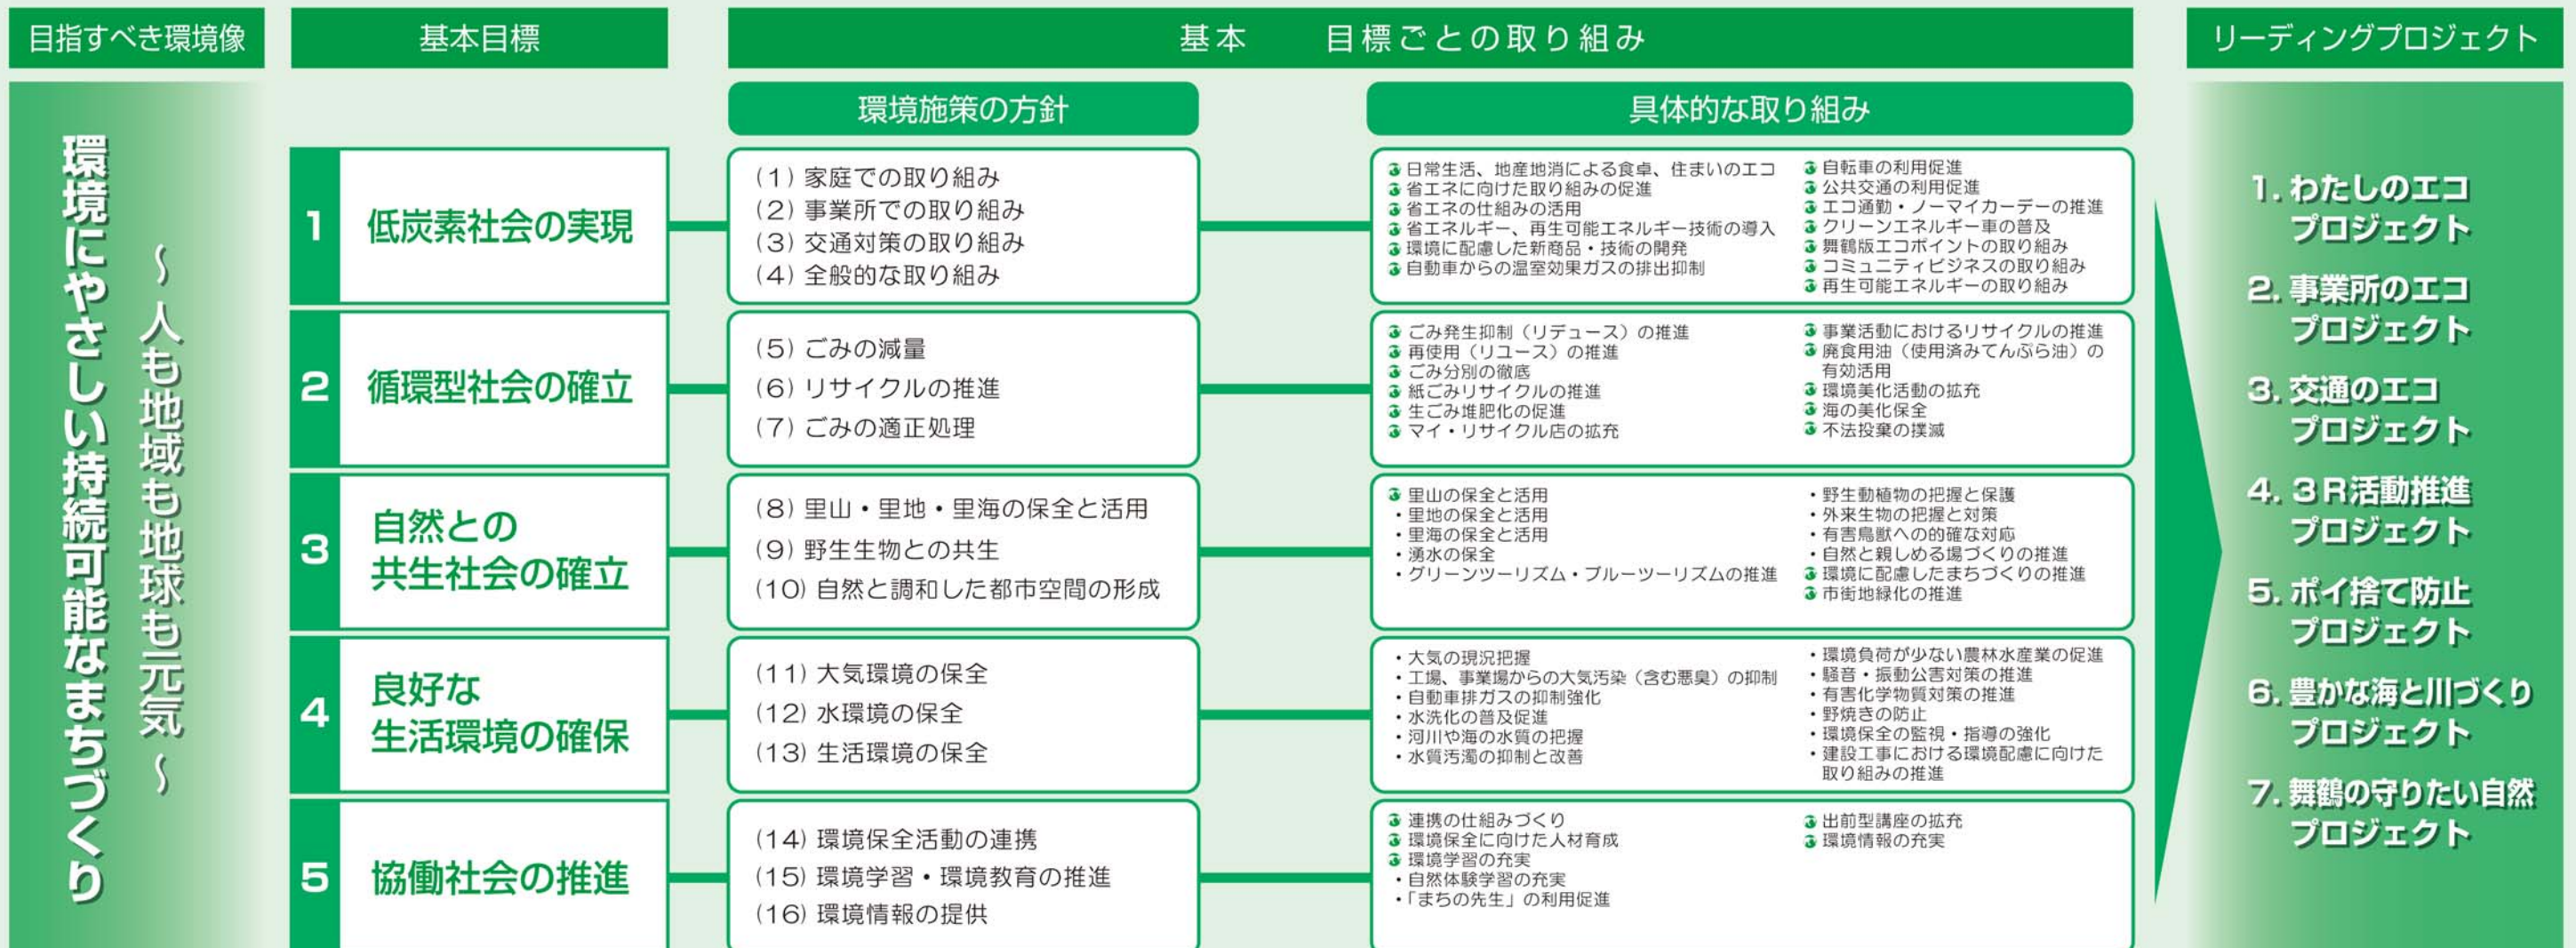 目指すべき環境像
基本目標
基本 目標ごとの取り組み
リーディングプロジェクト
環境施策の方針
具体的な取り組み
環境にやさしい持続可能なまちづくり
～人も地域も地球も元気～
1 低炭素社会の実現
(1) 家庭での取り組み
(2) 事業所での取り組み
(3) 交通対策の取り組み
(4) 全般的な取り組み
日常生活、地産地消による食卓、住まいのエコ
省エネに向けた取り組みの促進
省エネの仕組みの活用
省エネルギー、再生可能エネルギー技術の導入
環境に配慮した新商品・技術の開発
自動車からの温室効果ガスの排出抑制
自転車の利用促進
公共交通の利用促進
エコ通勤・ノーマイカーデーの推進
クリーンエネルギー車の普及
舞鶴版エコポイントの取り組み
コミュニティビジネスの取り組み
再生可能エネルギーの取り組み
2 循環型社会の確立
(5) ごみの減量
(6) リサイクルの推進
(7) ごみの適正処理
ごみ発生抑制（リデュース）の推進
再使用（リユース）の推進
ごみ分別の徹底
紙ごみリサイクルの推進
生ごみ堆肥化の促進
マイ・リサイクル店の拡充
事業活動におけるリサイクルの推進
廃食用油（使用済みてんぷら油）の
有効活用
環境美化活動の拡充
海の美化保全
不法投棄の撲滅
3 自然との
共生社会の確立
(8) 里山・里地・里海の保全と活用
(9) 野生生物との共生
(10) 自然と調和した都市空間の形成
里山の保全と活用
・里地の保全と活用
・里海の保全と活用
・湧水の保全
・グリーンツーリズム・ブルーツーリズムの推進
・野生動植物の把握と保護
・外来生物の把握と対策
・有害鳥獣への的確な対応
・自然と親しめる場づくりの推進
環境に配慮したまちづくりの推進
市街地緑化の推進
4 良好な
生活環境の確保
(11) 大気環境の保全
(12) 水環境の保全
(13) 生活環境の保全
・大気の現況把握
・工場、事業場からの大気汚染（含む悪臭）の抑制
・自動車排ガスの抑制強化
・水洗化の普及促進
・河川や海の水質の把握
・水質汚濁の抑制と改善
・環境負荷が少ない農林水産業の促進
・騒音・振動公害対策の推進
・有害化学物質対策の推進
・野焼きの防止
・環境保全の監視・指導の強化
・建設工事における環境配慮に向けた
取り組みの推進
5 協働社会の推進
(14) 環境保全活動の連携
(15) 環境学習・環境教育の推進
(16) 環境情報の提供
連携の仕組みづくり
環境保全に向けた人材育成
環境学習の充実
・自然体験学習の充実
・「まちの先生」の利用促進
出前型講座の拡充
環境情報の充実
1. わたしのエコ
プロジェクト
2. 事業所のエコ
プロジェクト
3. 交通のエコ
プロジェクト
4. 3R活動推進
プロジェクト
5. ポイ捨て防止
プロジェクト
6. 豊かな海と川づくり
プロジェクト
7. 舞鶴の守りたい自然
プロジェクト